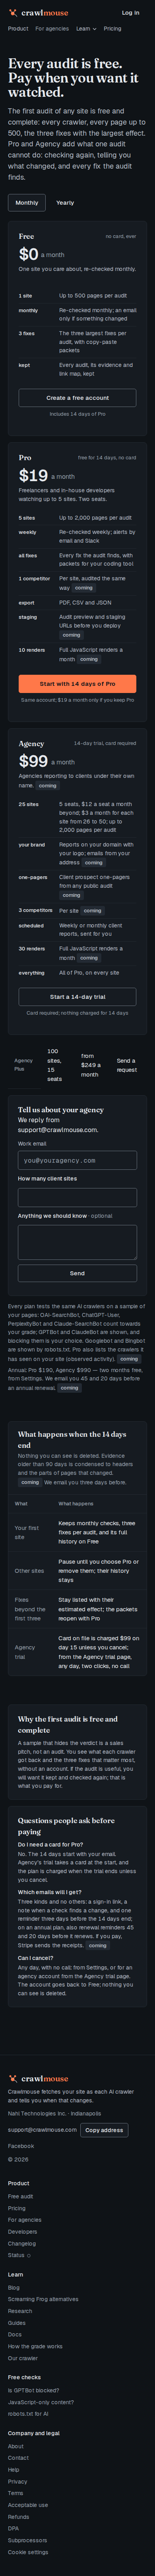 crawlmouse
Log in
Product For agencies Learn Pricing
Every audit is free.
Pay when you want it
watched.
The first audit of any site is free and
complete: every crawler, every page up to
500, the three fixes with the largest effect.
Pro and Agency add what one audit
cannot do: checking again, telling you
what changed, and every fix the audit
finds.
Monthly Yearly
Free
no card, ever
$0 a month
One site you care about, re-checked monthly.
1 site Up to 500 pages per audit
monthly Re-checked monthly; an email
only if something changed
3 fixes The three largest fixes per
audit, with copy-paste
packets
kept Every audit, its evidence and
link map, kept
Create a free account
Includes 14 days of Pro
Pro
free for 14 days, no card
$19 a month
Freelancers and in-house developers
watching up to 5 sites. Two seats.
5 sites Up to 2,000 pages per audit
weekly Re-checked weekly; alerts by
email and Slack
all fixes Every fix the audit finds, with
packets for your coding tool
1 competitor Per site, audited the same
way coming
export PDF, CSV and JSON
staging Audit preview and staging
URLs before you deploy
coming
10 renders Full JavaScript renders a
month coming
Start with 14 days of Pro
Same account; $19 a month only if you keep Pro
Agency
14-day trial, card required
$99 a month
Agencies reporting to clients under their own
name. coming
25 sites 5 seats, $12 a seat a month
beyond; $3 a month for each
site from 26 to 50; up to
2,000 pages per audit
your brand Reports on your domain with
your logo; emails from your
address coming
one-pagers Client prospect one-pagers
from any public audit
coming
3 competitors Per site coming
scheduled Weekly or monthly client
reports, sent for you
30 renders Full JavaScript renders a
month coming
everything All of Pro, on every site
Start a 14-day trial
Card required; nothing charged for 14 days
Agency
Plus
100
sites,
15
seats
from
$249 a
month
Send a
request
Tell us about your agency
We reply from
support@crawlmouse.com.
Work email
you@youragency.com
How many client sites
Anything we should know · optional
Send
Every plan tests the same AI crawlers on a sample of your
pages: OAI-SearchBot, ChatGPT-User,
PerplexityBot and Claude-SearchBot count towards
your grade; GPTBot and ClaudeBot are shown, and
blocking them is your choice. Googlebot and Bingbot
are shown by robots.txt. Pro also lists the crawlers it
has seen on your site (observed activity). coming
Annual: Pro $190, Agency $990 — two months free,
from Settings. We email you 45 and 20 days before
an annual renewal. coming
What happens when the 14 days
end
Nothing you can see is deleted. Evidence
older than 90 days is condensed to headers
and the parts of pages that changed.
coming We email you three days before.
What What happens
Your first
site
Keeps monthly checks, three
fixes per audit, and its full
history on Free
Other sites
Pause until you choose Pro or
remove them; their history
stays
Fixes
beyond the
first three
Stay listed with their
estimated effect; the packets
reopen with Pro
Agency
trial
Card on file is charged $99 on
day 15 unless you cancel;
from the Agency trial page,
any day, two clicks, no call
Why the first audit is free and
complete
A sample that hides the verdict is a sales
pitch, not an audit. You see what each crawler
got back and the three fixes that matter most,
without an account. If the audit is useful, you
will want it kept and checked again; that is
what you pay for.
Questions people ask before
paying
Do I need a card for Pro?
No. The 14 days start with your email.
Agency's trial takes a card at the start, and
the plan is charged when the trial ends unless
you cancel.
Which emails will I get?
Three kinds and no others: a sign-in link, a
note when a check finds a change, and one
reminder three days before the 14 days end;
on an annual plan, also renewal reminders 45
and 20 days before it renews. If you pay,
Stripe sends the receipts. coming
Can I cancel?
Any day, with no call; from Settings, or for an
agency account from the Agency trial page.
The account goes back to Free; nothing you
can see is deleted.
crawlmouse
Crawlmouse fetches your site as each AI crawler
and tells you when that changes.
Nahi Technologies Inc. · Indianapolis
support@crawlmouse.com Copy address
Facebook
© 2026
Product
Free audit
Pricing
For agencies
Developers
Changelog
Status
Learn
Blog
Screaming Frog alternatives
Research
Guides
Docs
How the grade works
Our crawler
Free checks
Is GPTBot blocked?
JavaScript-only content?
robots.txt for AI
Company and legal
About
Contact
Help
Privacy
Terms
Acceptable use
Refunds
DPA
Subprocessors
Cookie settings